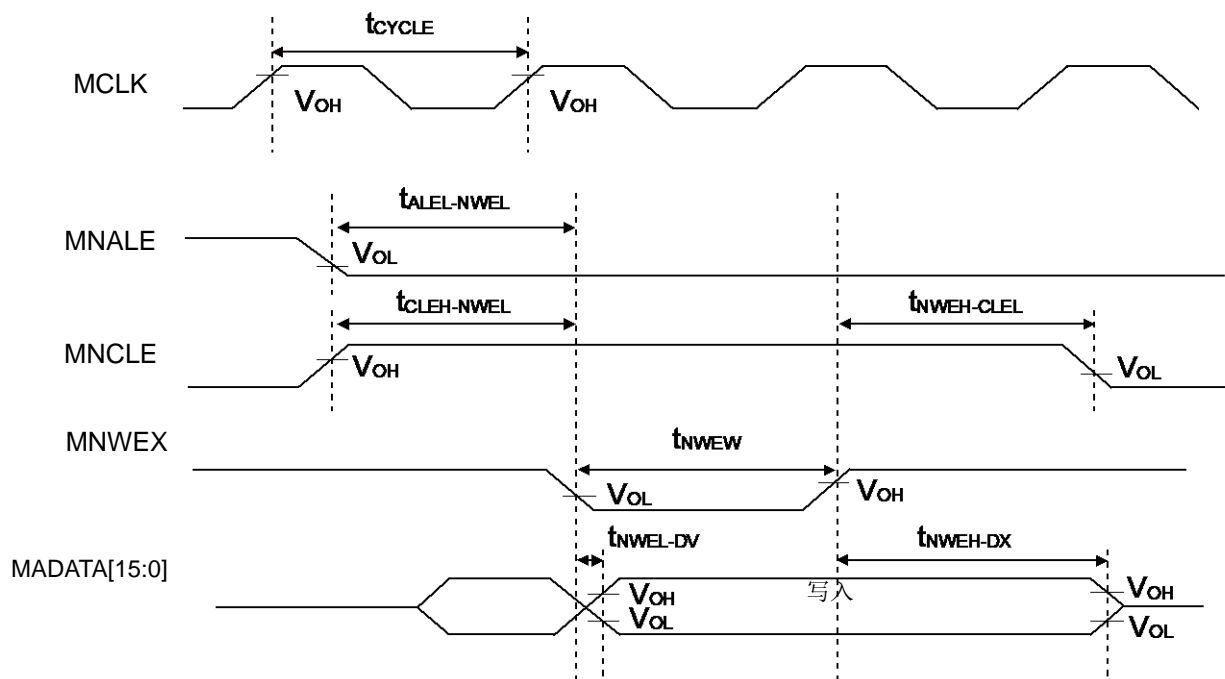 tCYCLE
MCLK
VOH VOH
tALEL-NWEL
MNALE
VOL
tCLEH-NWEL tNWEH-CLEL
MNCLE
VOH VOL
MNWEX
tNWEW
VOL VOH
tNWEL-DV tNWEH-DX
MADATA[15:0]
VOH 写入 VOH
VOL VOL